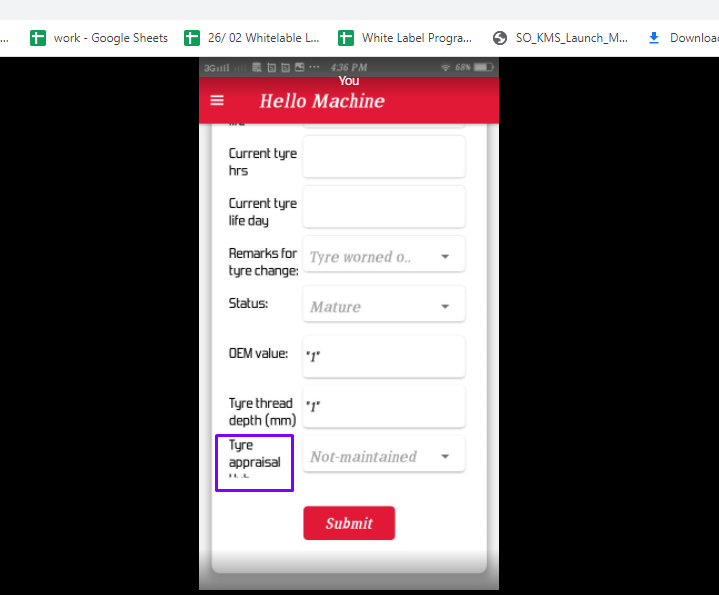 ...
work - Google Sheets
26/ 02 Whitelable L...
White Label Progra...
SO_KMS_Launch_M...
Downloac
3G
4:36 PM
68%
You
Hello Machine
Current tyre
hrs
Current tyre
life day
Remarks for
tyre change:
Tyre worned o..
Status:
Mature
OEM value:
"1"
Tyre thread
depth (mm)
"1"
Tyre
appraisal
Not-maintained
Submit